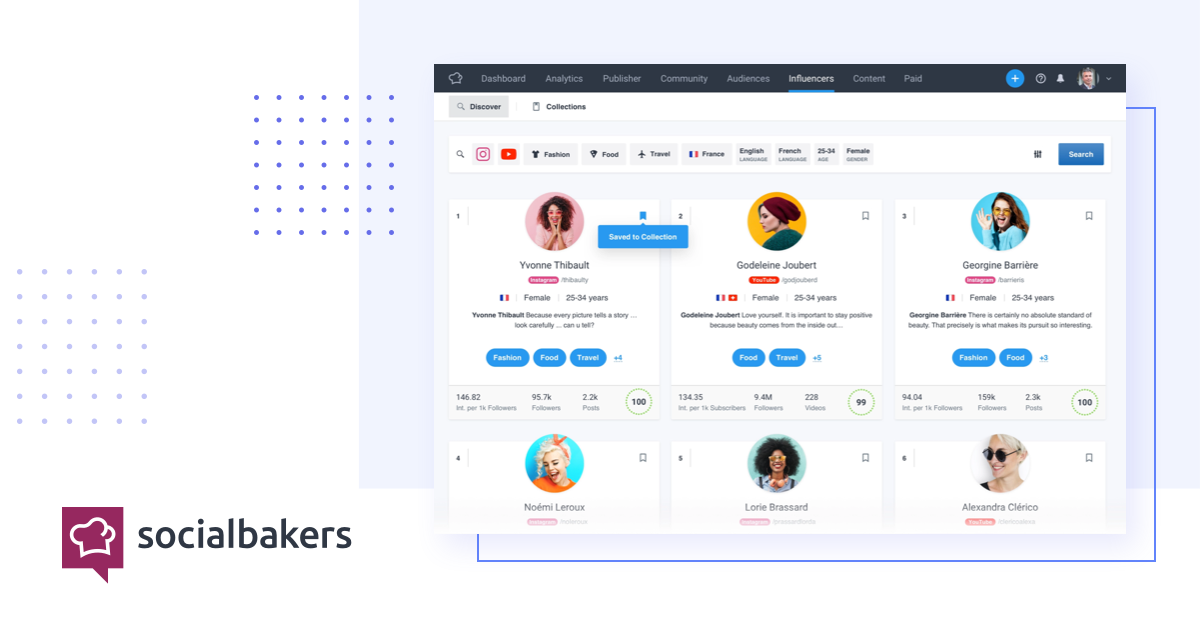 Dashboard Analytics Publisher Community Audiences Influencers Content Paid
Discover Collections
Fashion Food Travel France English LANGUAGE French LANGUAGE 25-34 AGE Female GENDER Search
1
Saved to Collection
Yvonne Thibault
Instagram /thibaulty
Female 25-34 years
Yvonne Thibault Because every picture tells a story ...
look carefully ... can u tell?
Fashion Food Travel +4
146.82 95.7k 2.2k 100
Int. per 1k Followers Followers Posts
2
Godeleine Joubert
YouTube /godjouberd
Female 25-34 years
Godeleine Joubert Love yourself. It is important to stay positive
because beauty comes from the inside out...
Food Travel +5
134.35 9.4M 228 99
Int. per 1k Subscribers Followers Videos
3
Georgine Barrière
Instagram /barrieris
Female 25-34 years
Georgine Barrière There is certainly no absolute standard of
beauty. That precisely is what makes its pursuit so interesting.
Fashion Food +3
94.04 159k 2.3k 100
Int. per 1k Followers Followers Posts
4
Noémi Leroux
Instagram
5
Lorie Brassard
Instagram
6
Alexandra Clérico
YouTube
socialbakers